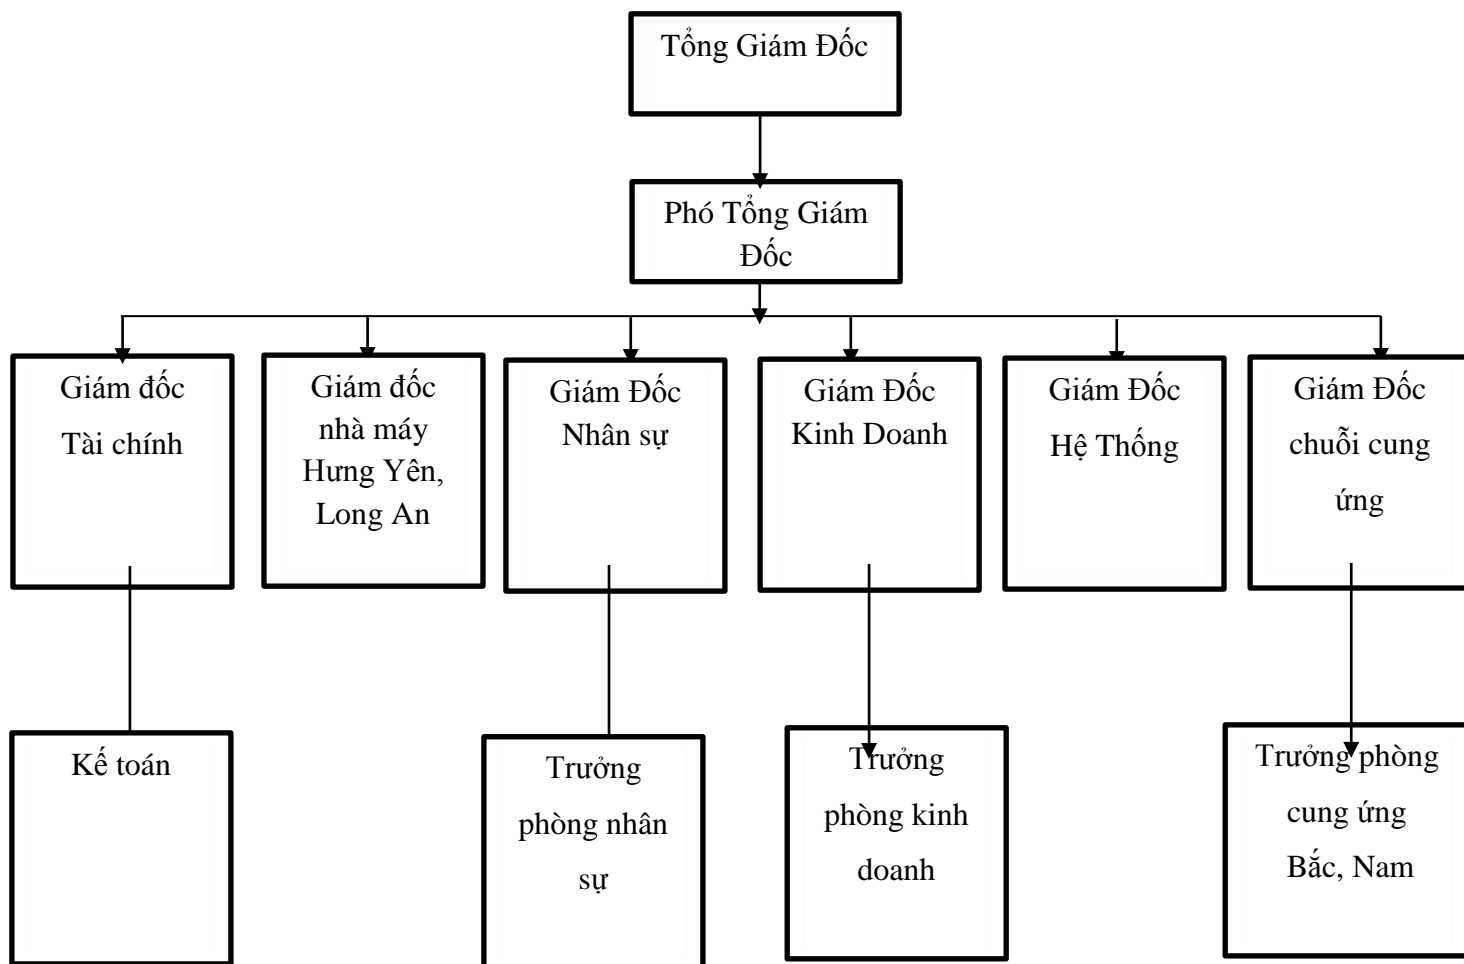 Tổng Giám Đốc
Phó Tổng Giám
Đốc
Giám đốc
Tài chính
Giám đốc
nhà máy
Hưng Yên,
Long An
Giám Đốc
Nhân sự
Giám Đốc
Kinh Doanh
Giám Đốc
Hệ Thống
Giám Đốc
chuỗi cung
ứng
Kế toán
Trưởng
phòng nhân
sự
Trưởng
phòng kinh
doanh
Trưởng phòng
cung ứng
Bắc, Nam